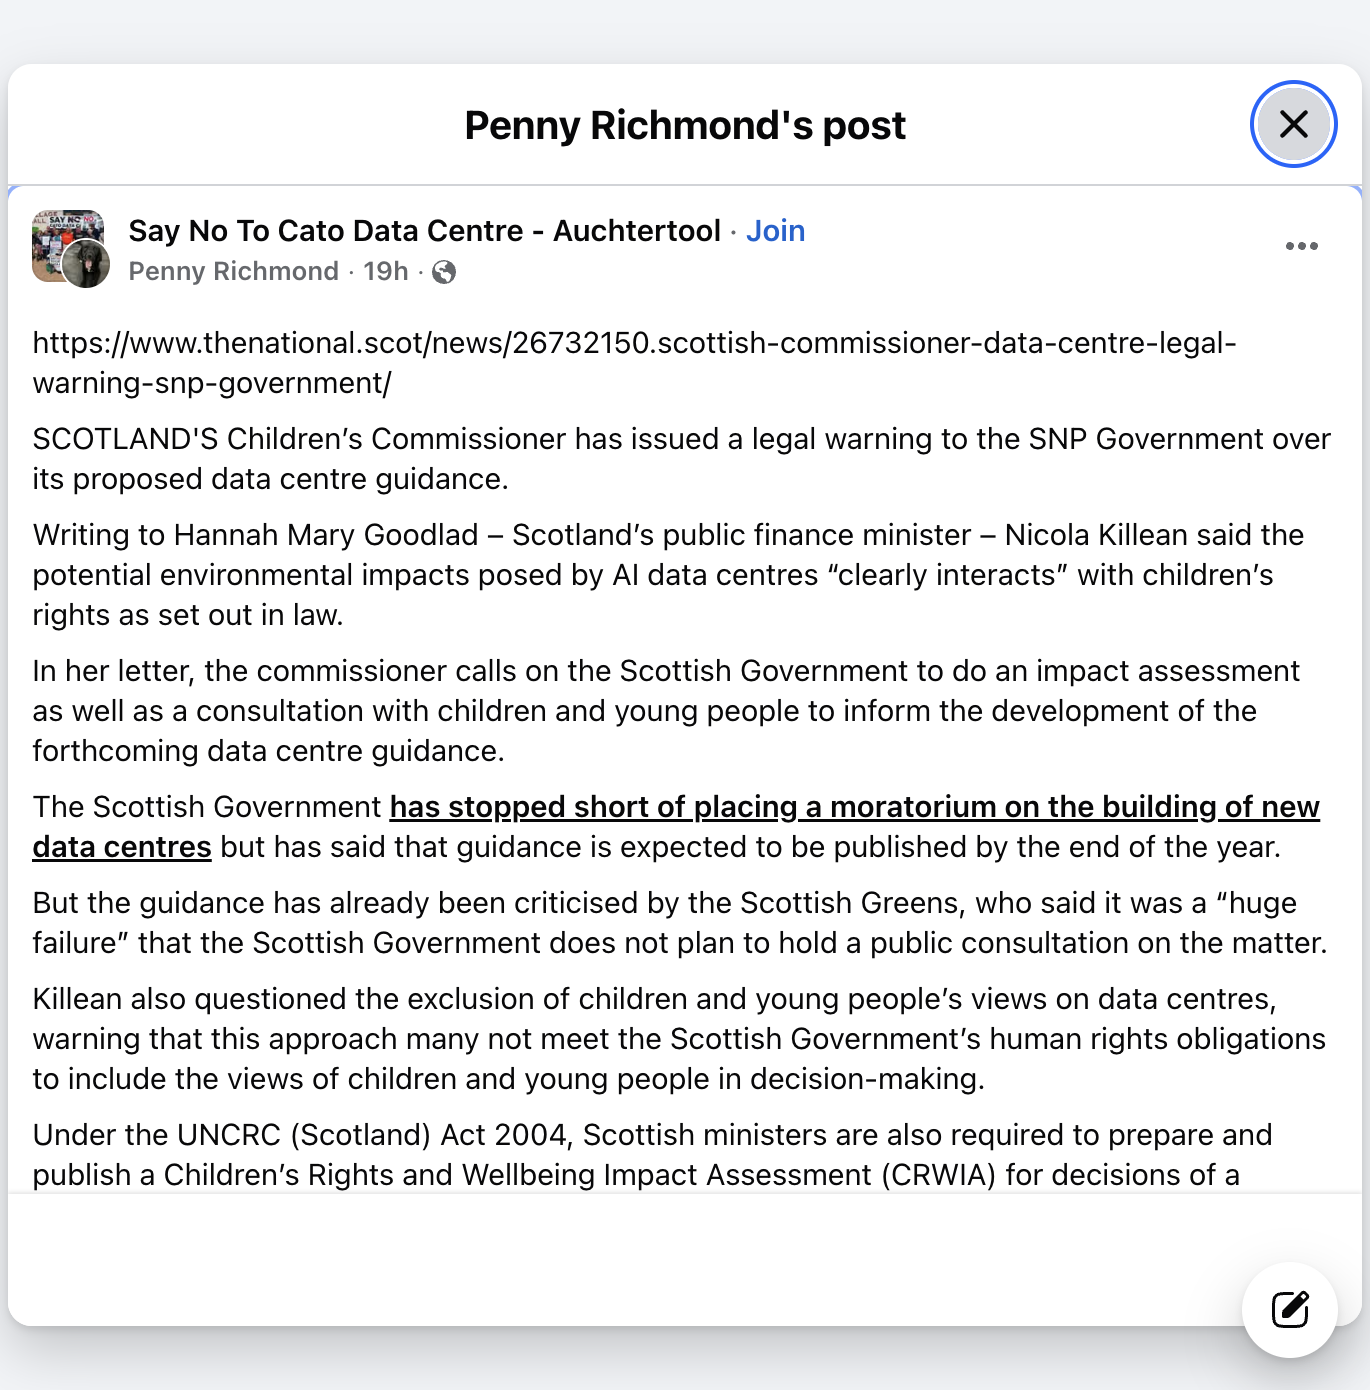 Penny Richmond's post
Say No To Cato Data Centre - Auchtertool · Join
Penny Richmond · 19h ·
https://www.thenational.scot/news/26732150.scottish-commissioner-data-centre-legal-
warning-snp-government/
SCOTLAND'S Children’s Commissioner has issued a legal warning to the SNP Government over
its proposed data centre guidance.
Writing to Hannah Mary Goodlad – Scotland’s public finance minister – Nicola Killean said the
potential environmental impacts posed by AI data centres “clearly interacts” with children’s
rights as set out in law.
In her letter, the commissioner calls on the Scottish Government to do an impact assessment
as well as a consultation with children and young people to inform the development of the
forthcoming data centre guidance.
The Scottish Government has stopped short of placing a moratorium on the building of new
data centres but has said that guidance is expected to be published by the end of the year.
But the guidance has already been criticised by the Scottish Greens, who said it was a “huge
failure” that the Scottish Government does not plan to hold a public consultation on the matter.
Killean also questioned the exclusion of children and young people’s views on data centres,
warning that this approach many not meet the Scottish Government’s human rights obligations
to include the views of children and young people in decision-making.
Under the UNCRC (Scotland) Act 2004, Scottish ministers are also required to prepare and
publish a Children’s Rights and Wellbeing Impact Assessment (CRWIA) for decisions of a